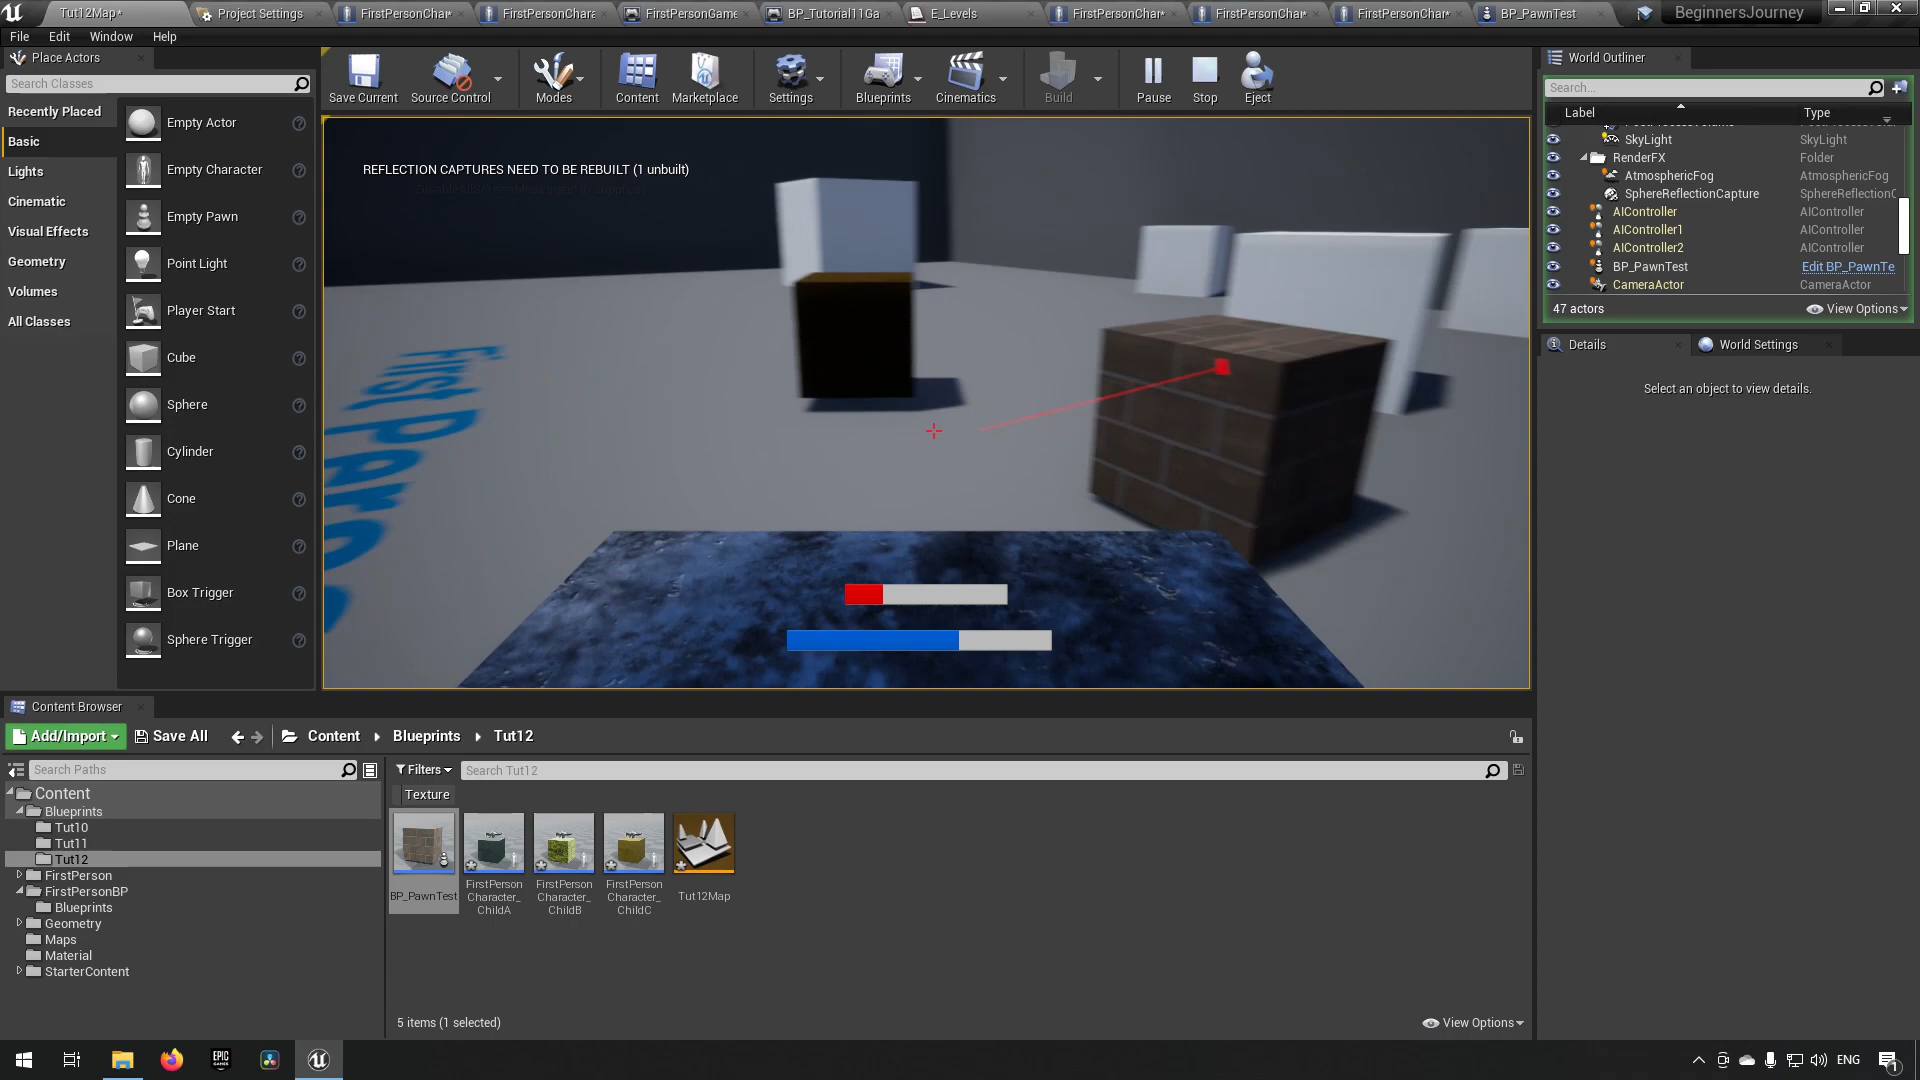 Tut12Map*
Project Settings
FirstPersonChar*
FirstPersonChara
FirstPersonGame
BP_Tutorial11Ga
E_Levels
FirstPersonChar*
FirstPersonChar*
FirstPersonChar*
BP_PawnTest
BeginnersJourney
File
Edit
Window
Help
Place Actors
Search Classes
Recently Placed
Basic
Lights
Cinematic
Visual Effects
Geometry
Volumes
All Classes
Empty Actor
Empty Character
Empty Pawn
Point Light
Player Start
Cube
Sphere
Cylinder
Cone
Plane
Box Trigger
Sphere Trigger
Save Current
Source Control
Modes
Content
Marketplace
Settings
Blueprints
Cinematics
Build
Pause
Stop
Eject
REFLECTION CAPTURES NEED TO BE REBUILT (1 unbuilt)
World Outliner
Search...
Label
Type
SkyLight
SkyLight
RenderFX
Folder
AtmosphericFog
AtmosphericFog
SphereReflectionCapture
SphereReflectionC
AIController
AIController
AIController1
AIController
AIController2
AIController
BP_PawnTest
Edit BP_PawnTe
CameraActor
CameraActor
47 actors
View Options
Details
World Settings
Select an object to view details.
Content Browser
Add/Import
Save All
Content
Blueprints
Tut12
Search Paths
Filters
Search Tut12
Texture
Content
Blueprints
Tut10
Tut11
Tut12
FirstPerson
FirstPersonBP
Blueprints
Geometry
Maps
Material
StarterContent
BP_PawnTest
FirstPerson
Character_
ChildA
FirstPerson
Character_
ChildB
FirstPerson
Character_
ChildC
Tut12Map
5 items (1 selected)
View Options
EPIC
GAMES
ENG
1